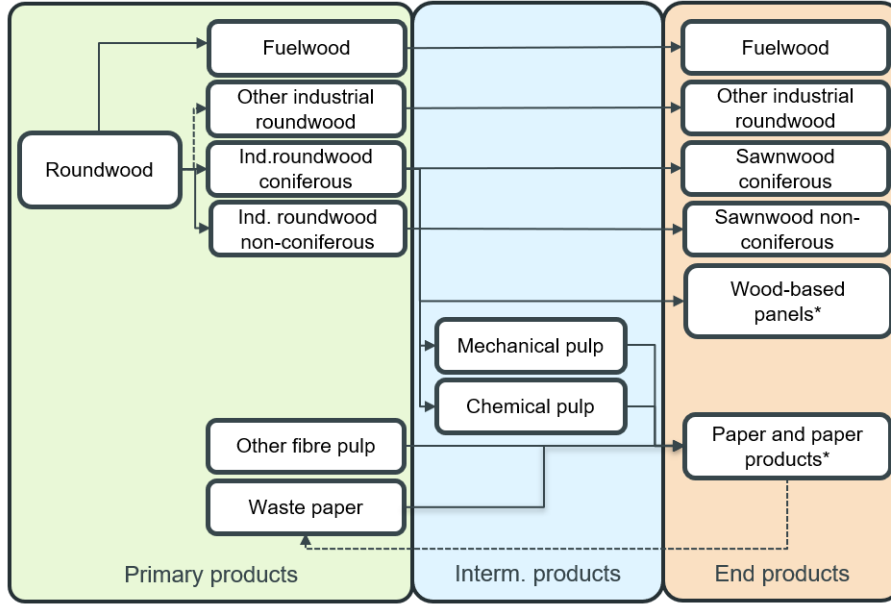 Fuelwood
Other industrial
roundwood
Roundwood
Ind.roundwood
coniferous
Ind. roundwood
non-coniferous
Other fibre pulp
Waste paper
Primary products
Mechanical pulp
Chemical pulp
Interm. products
Fuelwood
Other industrial
roundwood
Sawnwood
coniferous
Sawnwood non-
coniferous
Wood-based
panels*
Paper and paper
products*
End products